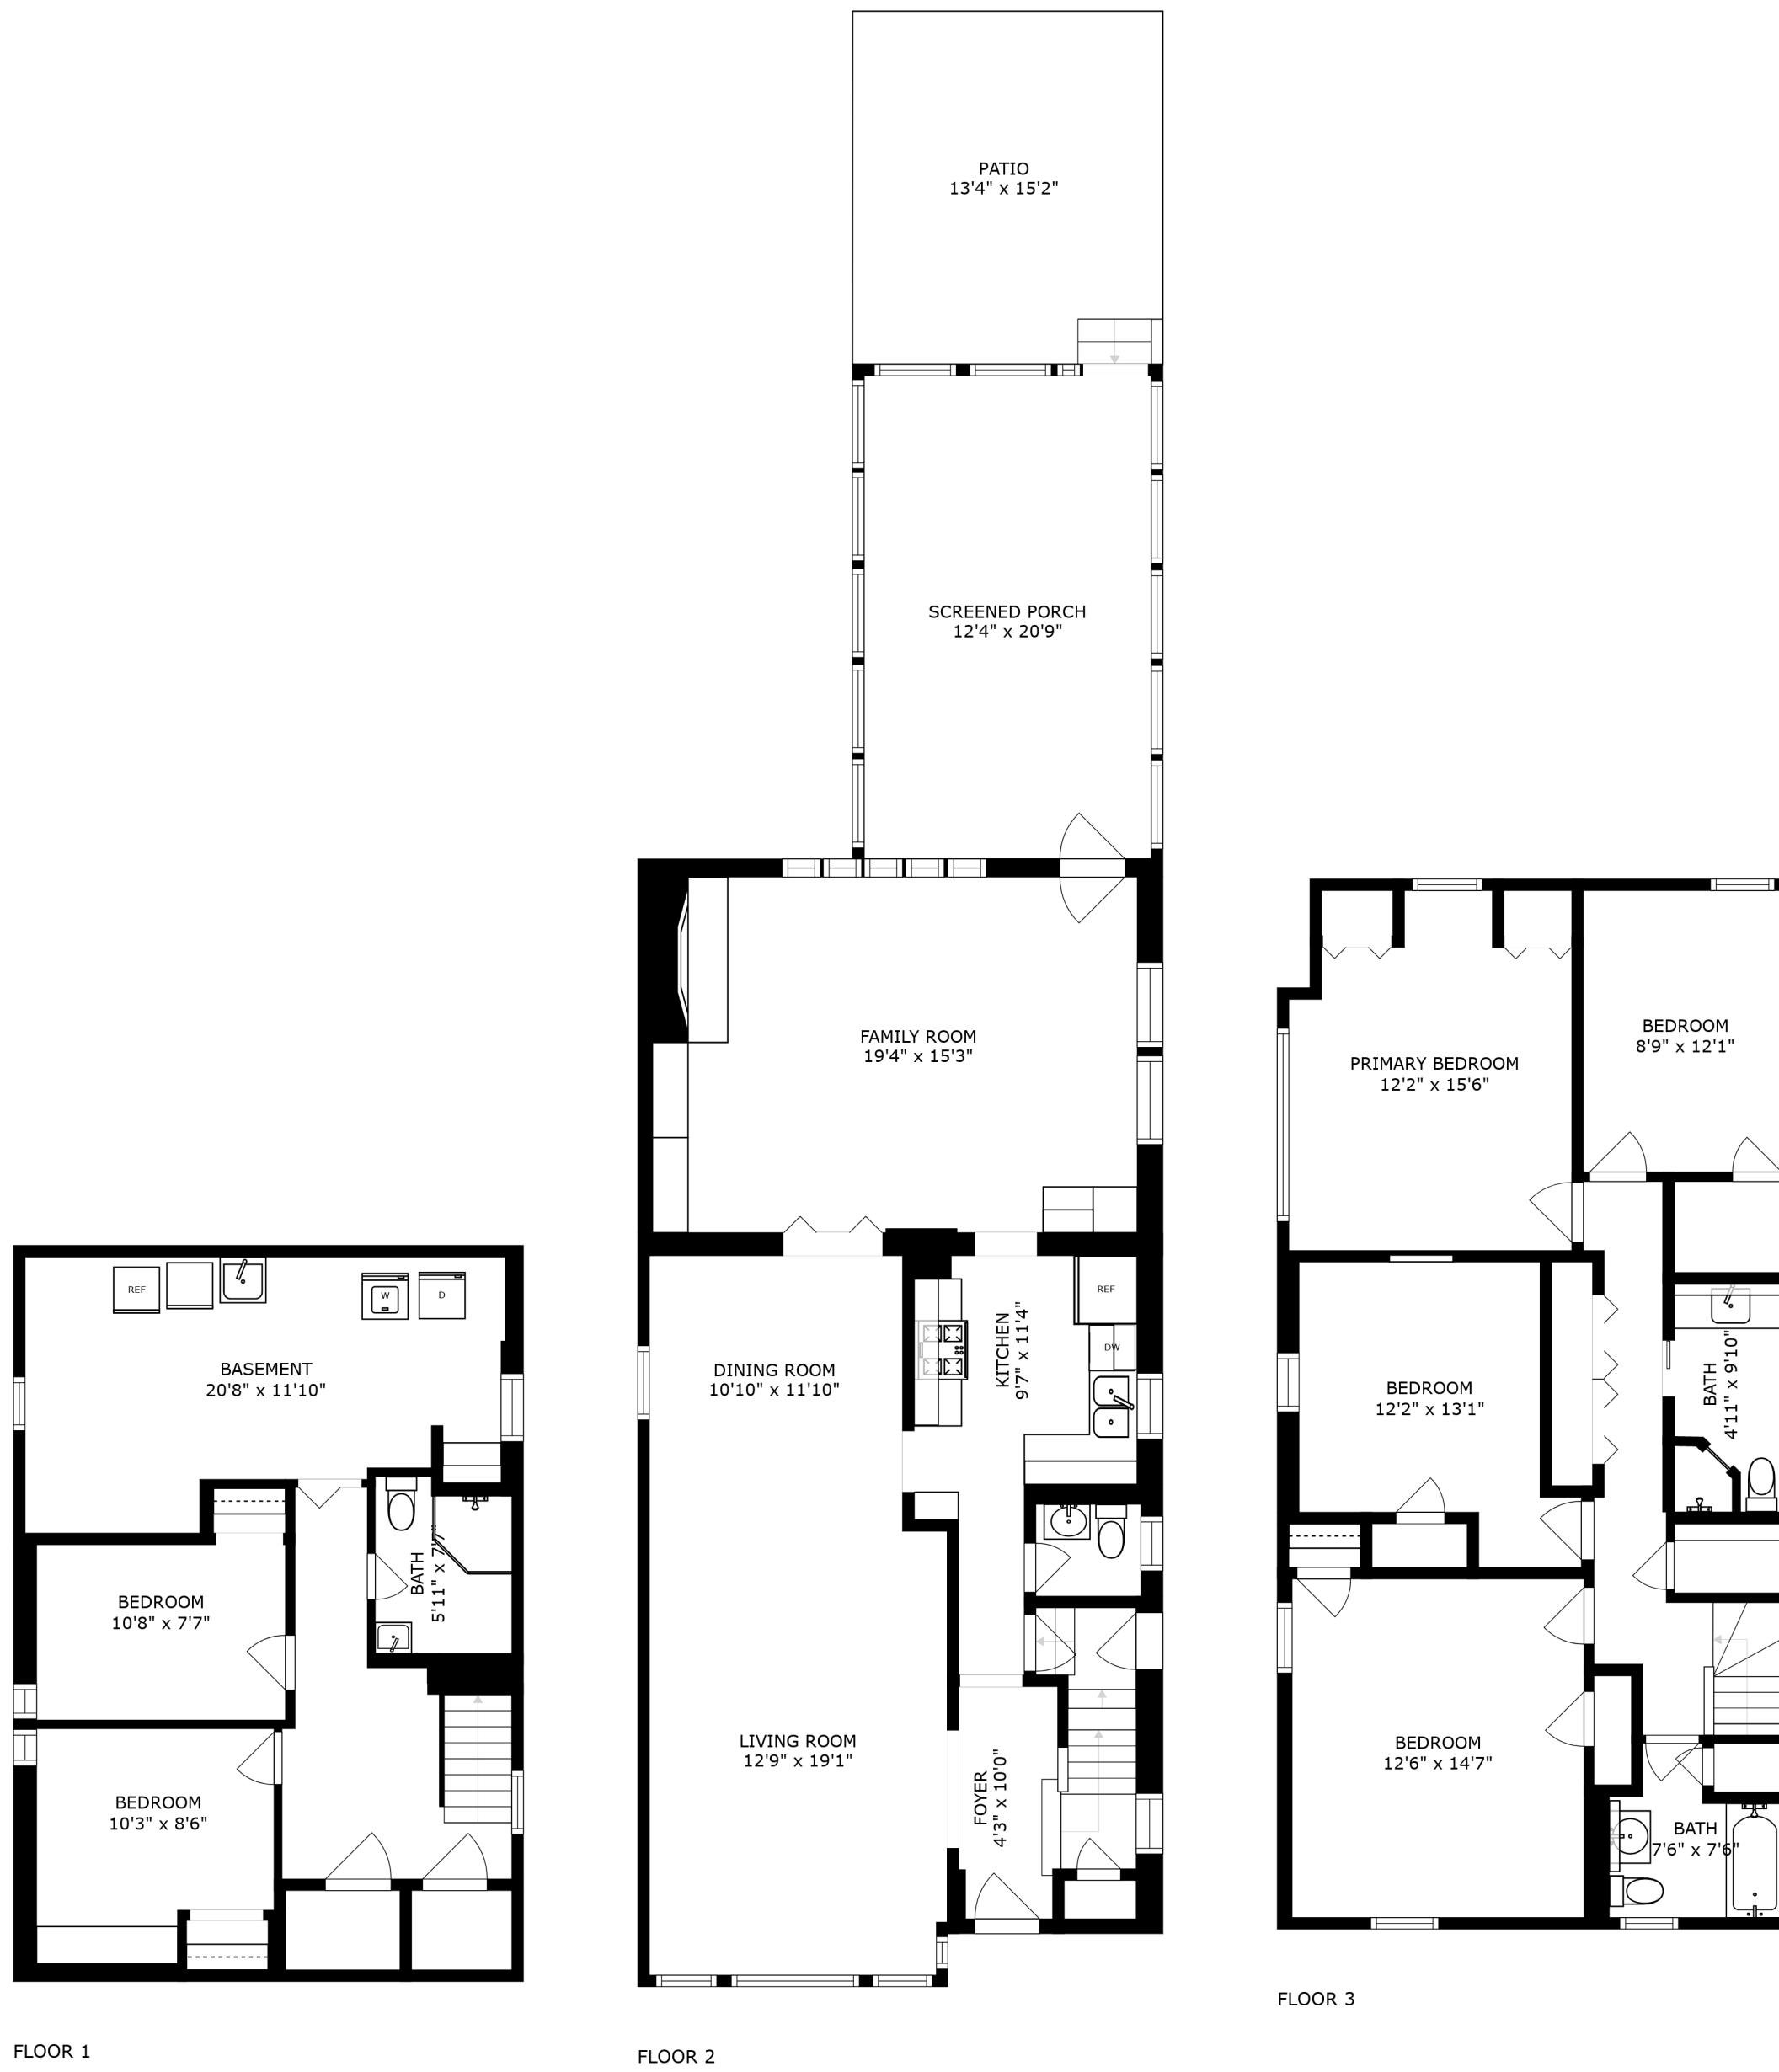 REF
W
D
BASEMENT
20'8" x 11'10"
BATH
5'11" x 7'7"
BEDROOM
10'8" x 7'7"
BEDROOM
10'3" x 8'6"
FLOOR 1
PATIO
13'4" x 15'2"
SCREENED PORCH
12'4" x 20'9"
FAMILY ROOM
19'4" x 15'3"
DINING ROOM
10'10" x 11'10"
KITCHEN
9'7" x 11'4"
REF
DW
LIVING ROOM
12'9" x 19'1"
FOYER
4'3" x 10'0"
FLOOR 2
PRIMARY BEDROOM
12'2" x 15'6"
BEDROOM
8'9" x 12'1"
BEDROOM
12'2" x 13'1"
BATH
4'11" x 9'10"
BEDROOM
12'6" x 14'7"
BATH
7'6" x 7'6"
FLOOR 3